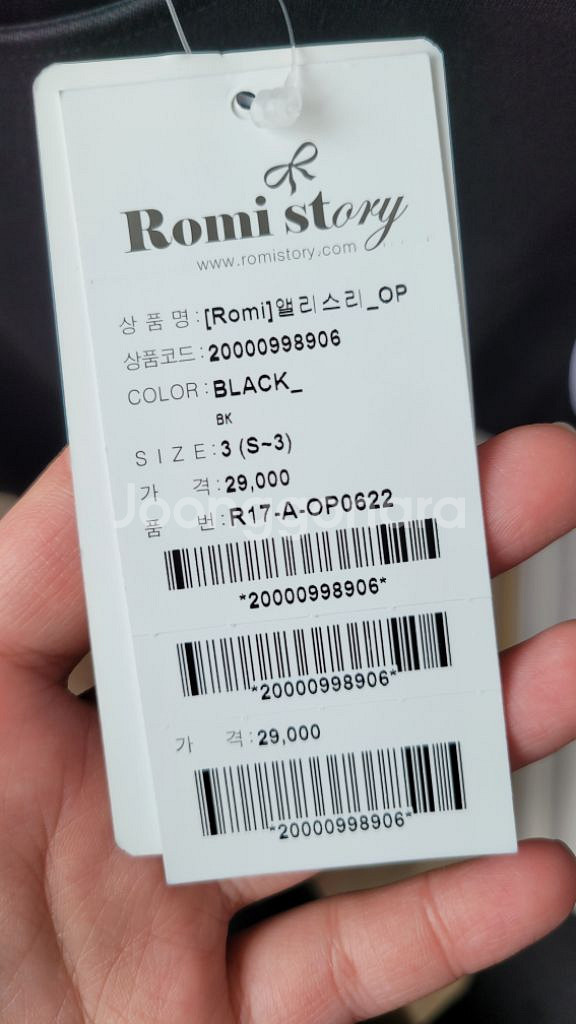 Romi story
www.romistory.com
상 품 명 : [Romi]앨리스리_OP
상품코드 : 20000998906
COLOR : BLACK_
BK
S I Z E : 3 (S~3)
가 격 : 29,000
Joonggonara
품 번 : R17-A-OP0622
*20000998906*
*20000998906*
가 격 : 29,000
*20000998906*